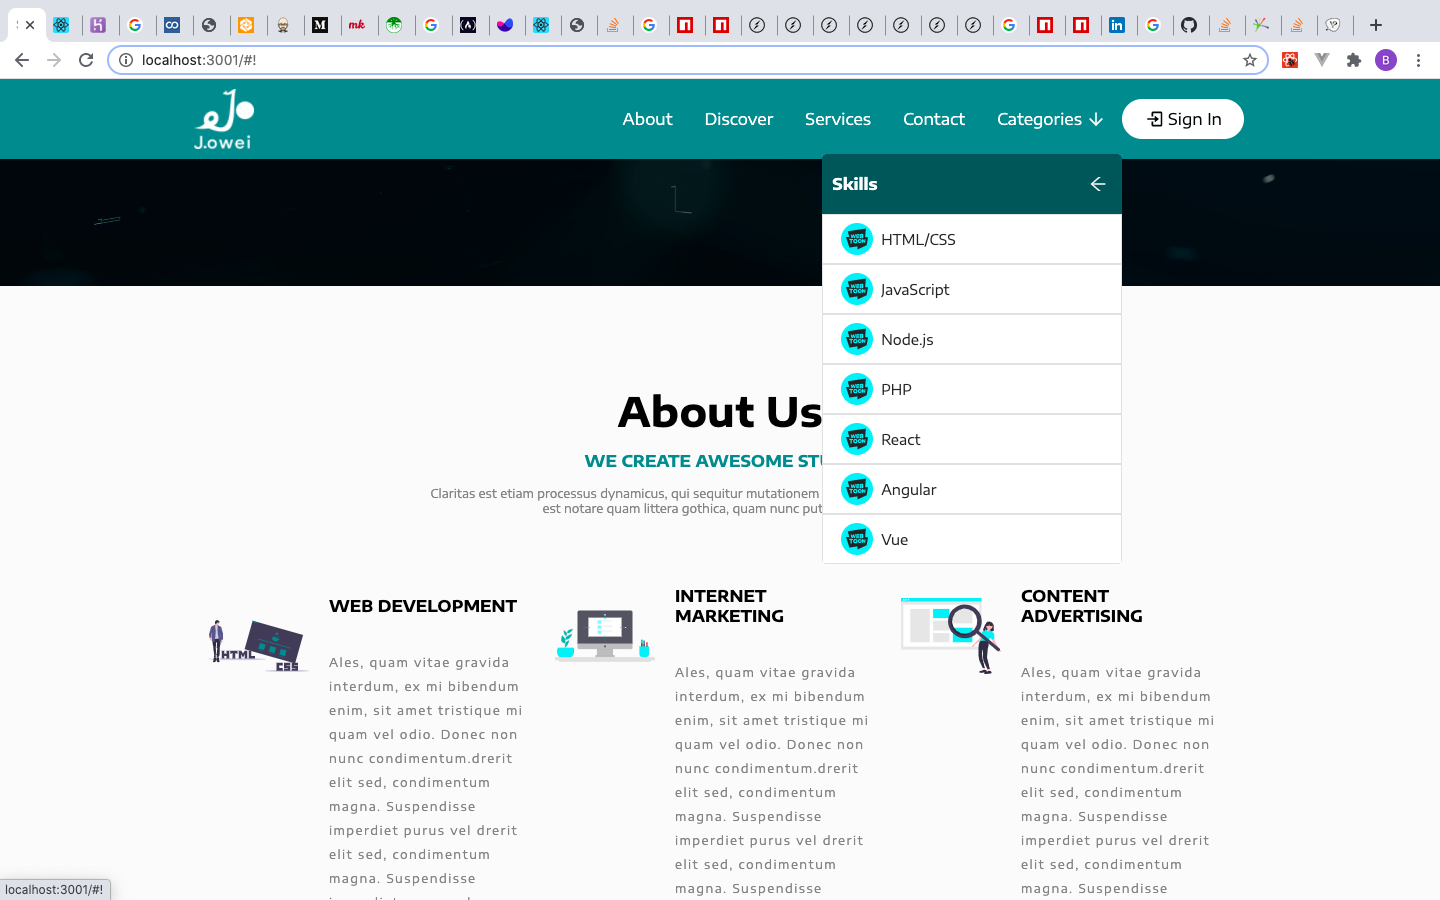 localhost:3001/#!
B
J.owei
About
Discover
Services
Contact
Categories
Sign In
Skills
HTML/CSS
JavaScript
Node.js
PHP
React
Angular
Vue
About Us
WE CREATE AWESOME
Claritas est etiam processus dynamicus, qui sequitur mutationem
est notare quam littera gothica, quam nunc
HTML
CSS
WEB DEVELOPMENT
Ales, quam vitae gravida
interdum, ex mi bibendum
enim, sit amet tristique mi
quam vel odio. Donec non
nunc condimentum.drerit
elit sed, condimentum
magna. Suspendisse
imperdiet purus vel drerit
elit sed, condimentum
magna. Suspendisse
INTERNET
MARKETING
Ales, quam vitae gravida
interdum, ex mi bibendum
enim, sit amet tristique mi
quam vel odio. Donec non
nunc condimentum.drerit
elit sed, condimentum
magna. Suspendisse
imperdiet purus vel drerit
elit sed, condimentum
magna. Suspendisse
CONTENT
ADVERTISING
Ales, quam vitae gravida
interdum, ex mi bibendum
enim, sit amet tristique mi
quam vel odio. Donec non
nunc condimentum.drerit
elit sed, condimentum
magna. Suspendisse
imperdiet purus vel drerit
elit sed, condimentum
magna. Suspendisse
localhost:3001/#!